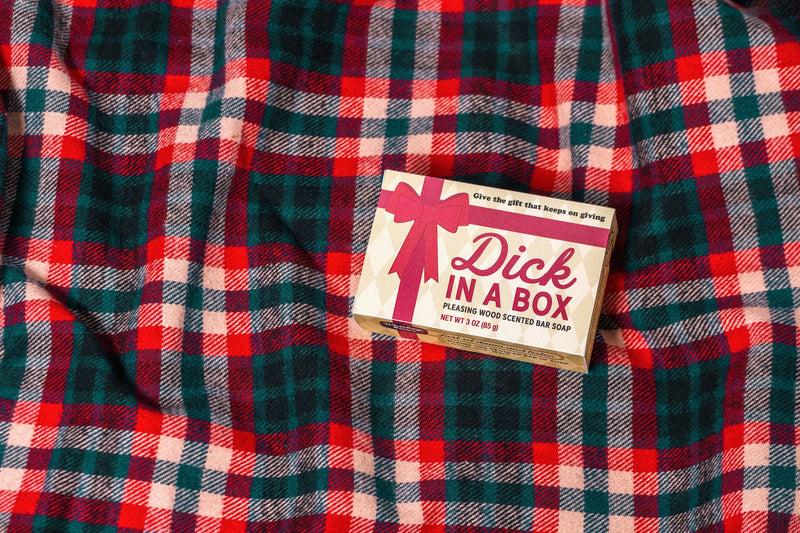 Give the gift that keeps on giving
Dick
IN A BOX
PLEASING WOOD SCENTED BAR SOAP
NET WT 3 OZ (85 g)